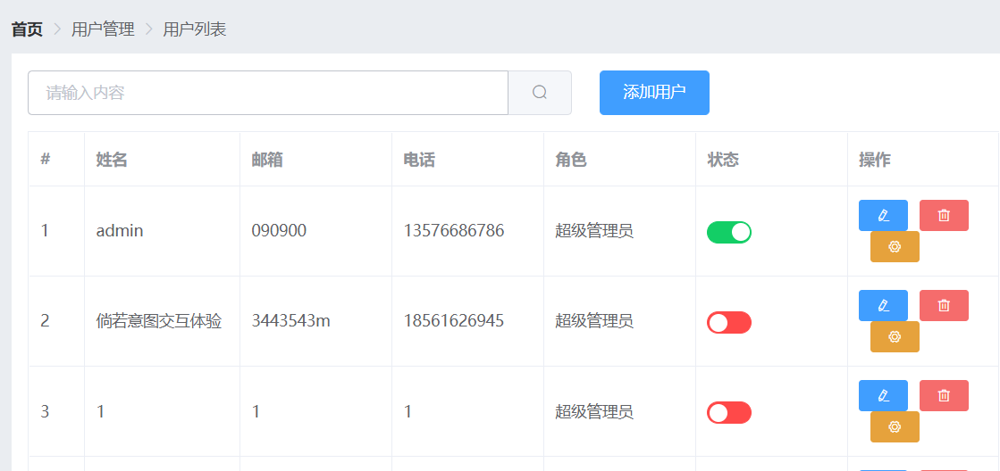 首页 > 用户管理 > 用户列表
请输入内容 添加用户
# 姓名 邮箱 电话 角色 状态 操作
1 admin 090900 13576686786 超级管理员
2 倘若意图交互体验 3443543m 18561626945 超级管理员
3 1 1 1 超级管理员